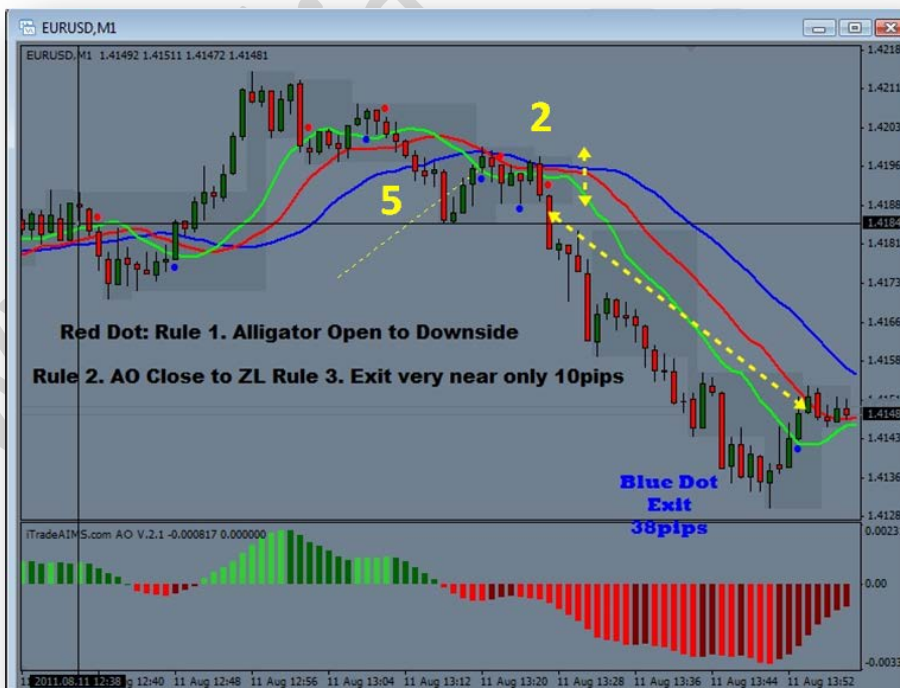 EURUSD,M1
EURUSD,M1 1.41492 1.41511 1.41472 1.41481
1.4218
1.4211
1.4203
1.4196
1.4188
1.4184
1.4181
1.4173
1.4166
1.4158
1.4148
1.4143
1.4136
1.4128
2
5
Red Dot: Rule 1. Alligator Open to Downside
Rule 2. AO Close to ZL Rule 3. Exit very near only 10pips
Blue Dot
Exit
38pips
iTradeAIMS.com AO V.2.1 -0.000817 0.000000
0.0023
0.00
-0.0033
2011.08.11 12:38 12:40 11 Aug 12:48 11 Aug 12:56 11 Aug 13:04 11 Aug 13:12 11 Aug 13:20 11 Aug 13:28 11 Aug 13:36 11 Aug 13:44 11 Aug 13:52